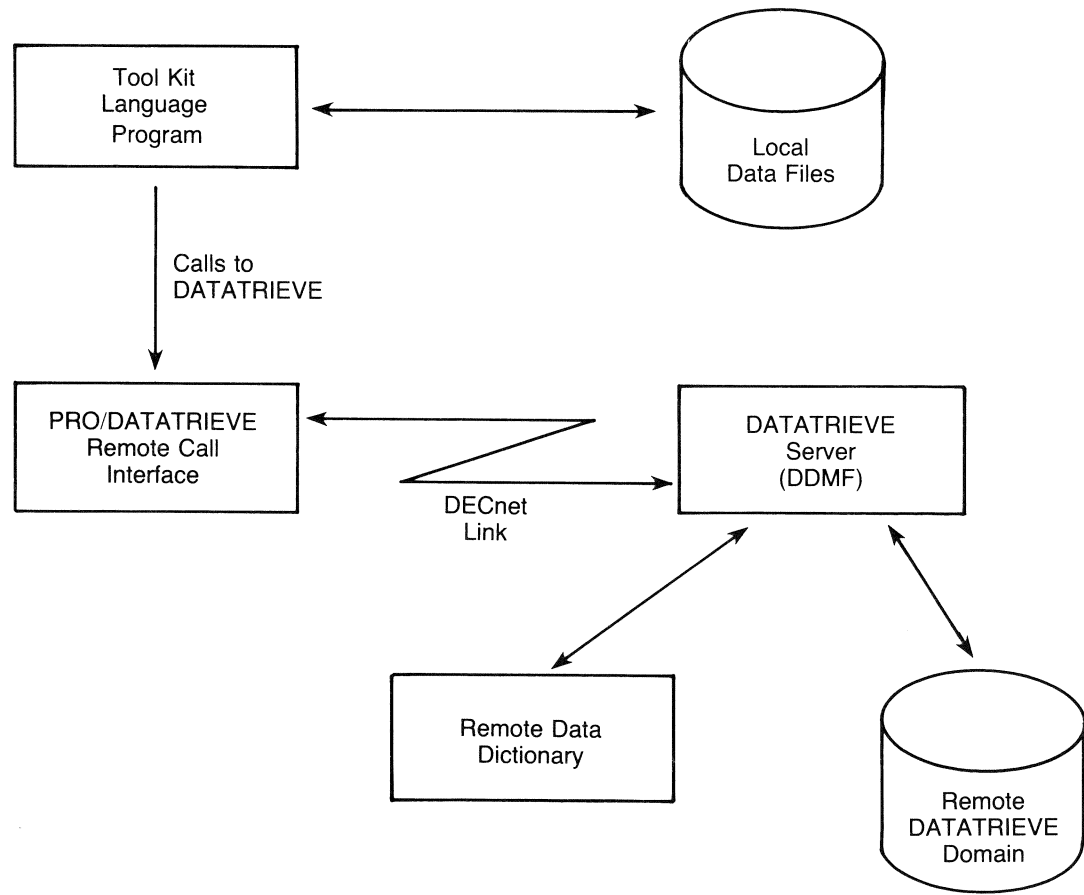 Tool Kit
Language
Program
Local
Data Files
Calls to
DATATRIEVE
PRO/DATATRIEVE
Remote Call
Interface
DECnet
Link
DATATRIEVE
Server
(DDMF)
Remote Data
Dictionary
Remote
DATATRIEVE
Domain